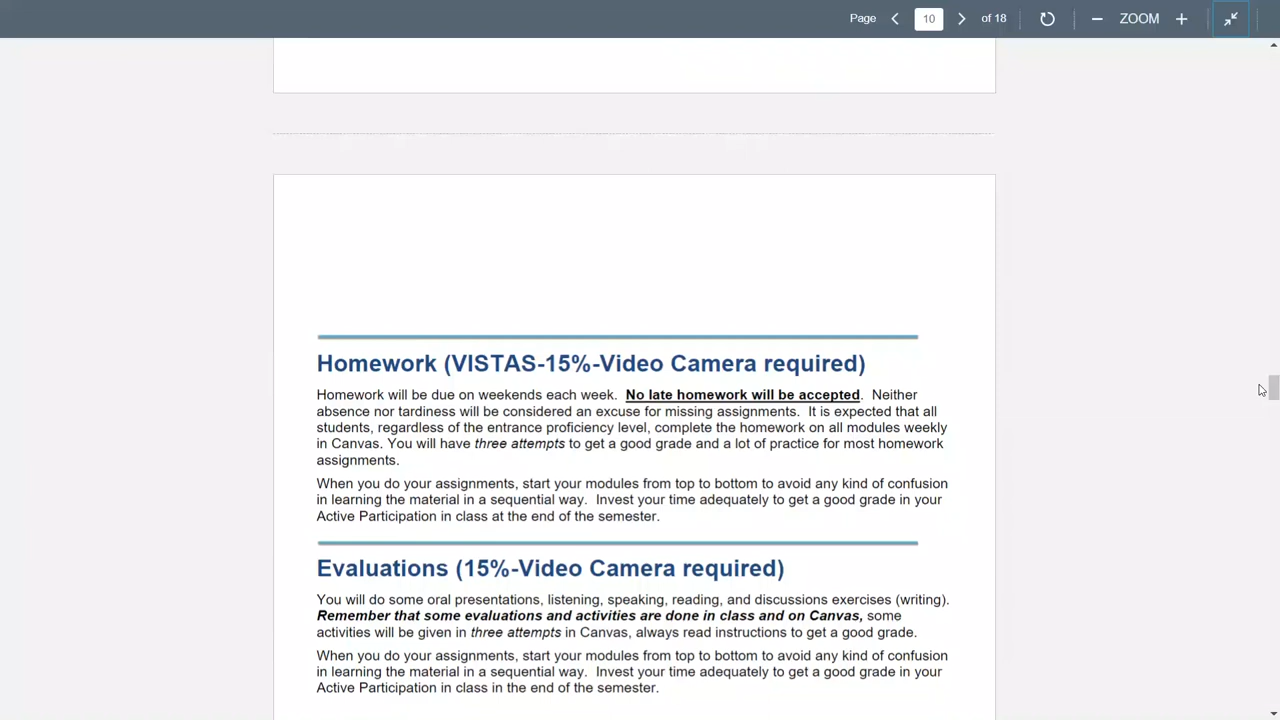 Page 10 of 18 ZOOM
Homework (VISTAS-15%-Video Camera required)
Homework will be due on weekends each week. No late homework will be accepted. Neither
absence nor tardiness will be considered an excuse for missing assignments. It is expected that all
students, regardless of the entrance proficiency level, complete the homework on all modules weekly
in Canvas. You will have three attempts to get a good grade and a lot of practice for most homework
assignments.
When you do your assignments, start your modules from top to bottom to avoid any kind of confusion
in learning the material in a sequential way. Invest your time adequately to get a good grade in your
Active Participation in class at the end of the semester.
Evaluations (15%-Video Camera required)
You will do some oral presentations, listening, speaking, reading, and discussions exercises (writing).
Remember that some evaluations and activities are done in class and on Canvas, some
activities will be given in three attempts in Canvas, always read instructions to get a good grade.
When you do your assignments, start your modules from top to bottom to avoid any kind of confusion
in learning the material in a sequential way. Invest your time adequately to get a good grade in your
Active Participation in class in the end of the semester.